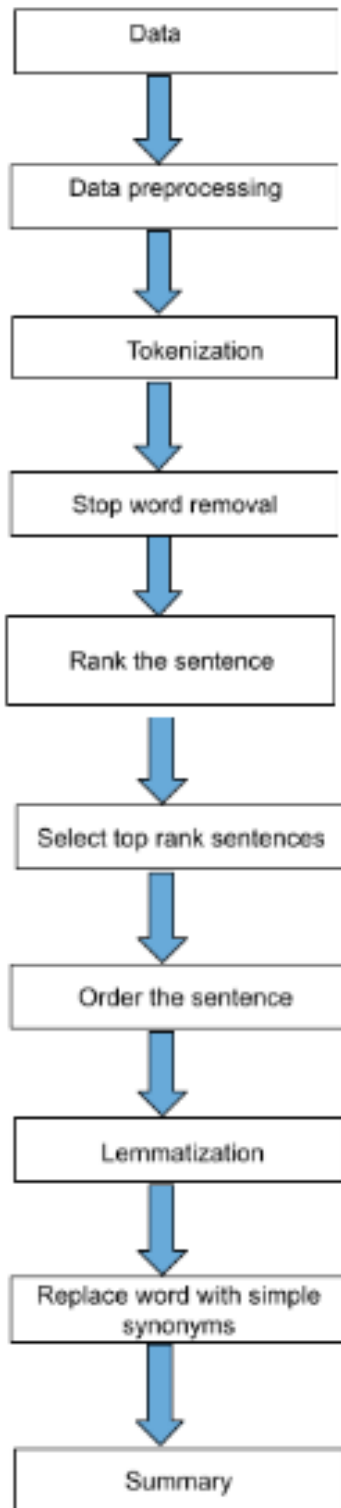 Data
Data preprocessing
Tokenization
Stop word removal
Rank the sentence
Select top rank sentences
Order the sentence
Lemmatization
Replace word with simple
synonyms
Summary